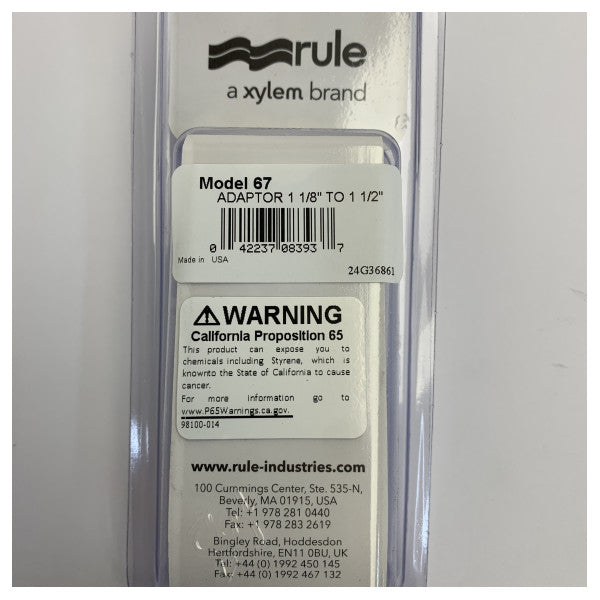 rule
a xylem brand
Model 67
ADAPTOR 1 1/8" TO 1 1/2"
0 42237 08393 7
Made in USA
24G36861
⚠WARNING
California Proposition 65
This product can expose you to
chemicals including Styrene, which is
knownto the State of California to cause
cancer.
For more information go to
www.P65Warnings.ca.gov.
98100-014
www.rule-industries.com
100 Cummings Center, Ste. 535-N,
Beverly, MA 01915, USA
Tel: +1 978 281 0440
Fax: +1 978 283 2619
Bingley Road, Hoddesdon
Hertfordshire, EN11 0BU, UK
Tel: +44 (0) 1992 450 145
Fax: +44 (0) 1992 467 132